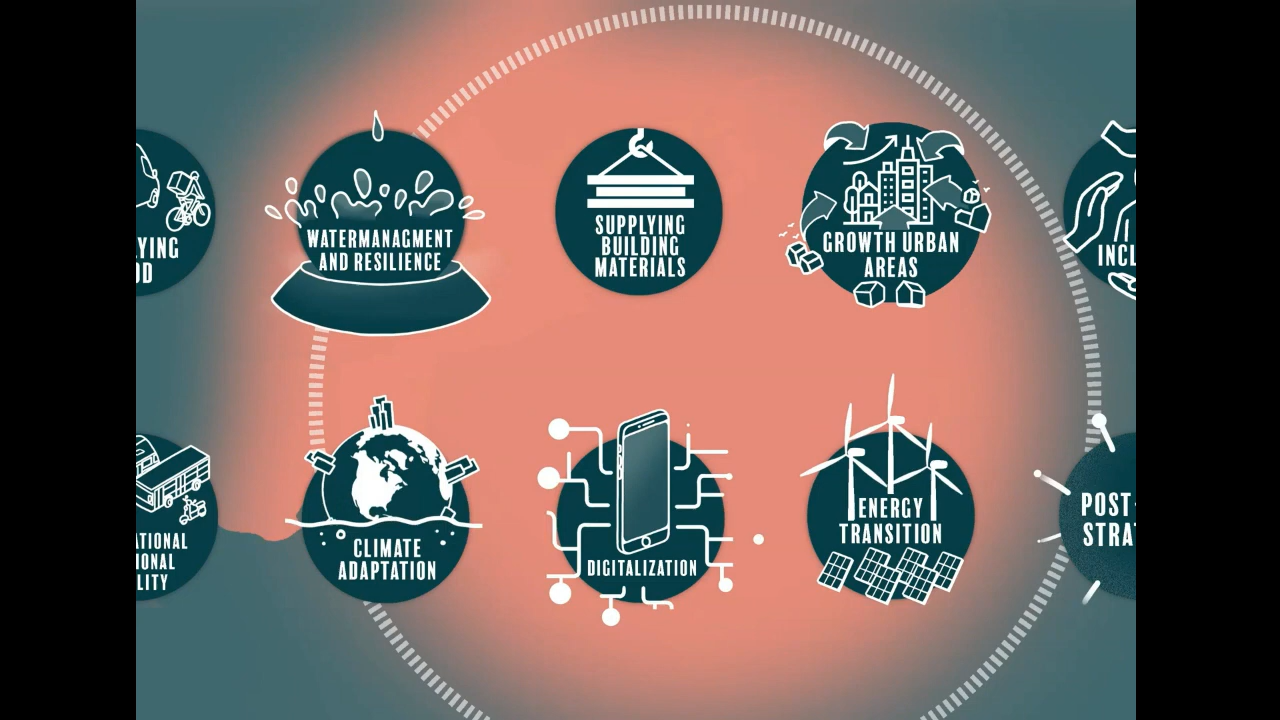 YING
OD
WATERMANAGMENT
AND RESILIENCE
SUPPLYING
BUILDING
MATERIALS
GROWTH URBAN
AREAS
INCL
ATIONAL
IONAL
LITY
CLIMATE
ADAPTATION
DIGITALIZATION
ENERGY
TRANSITION
POST-
STRA